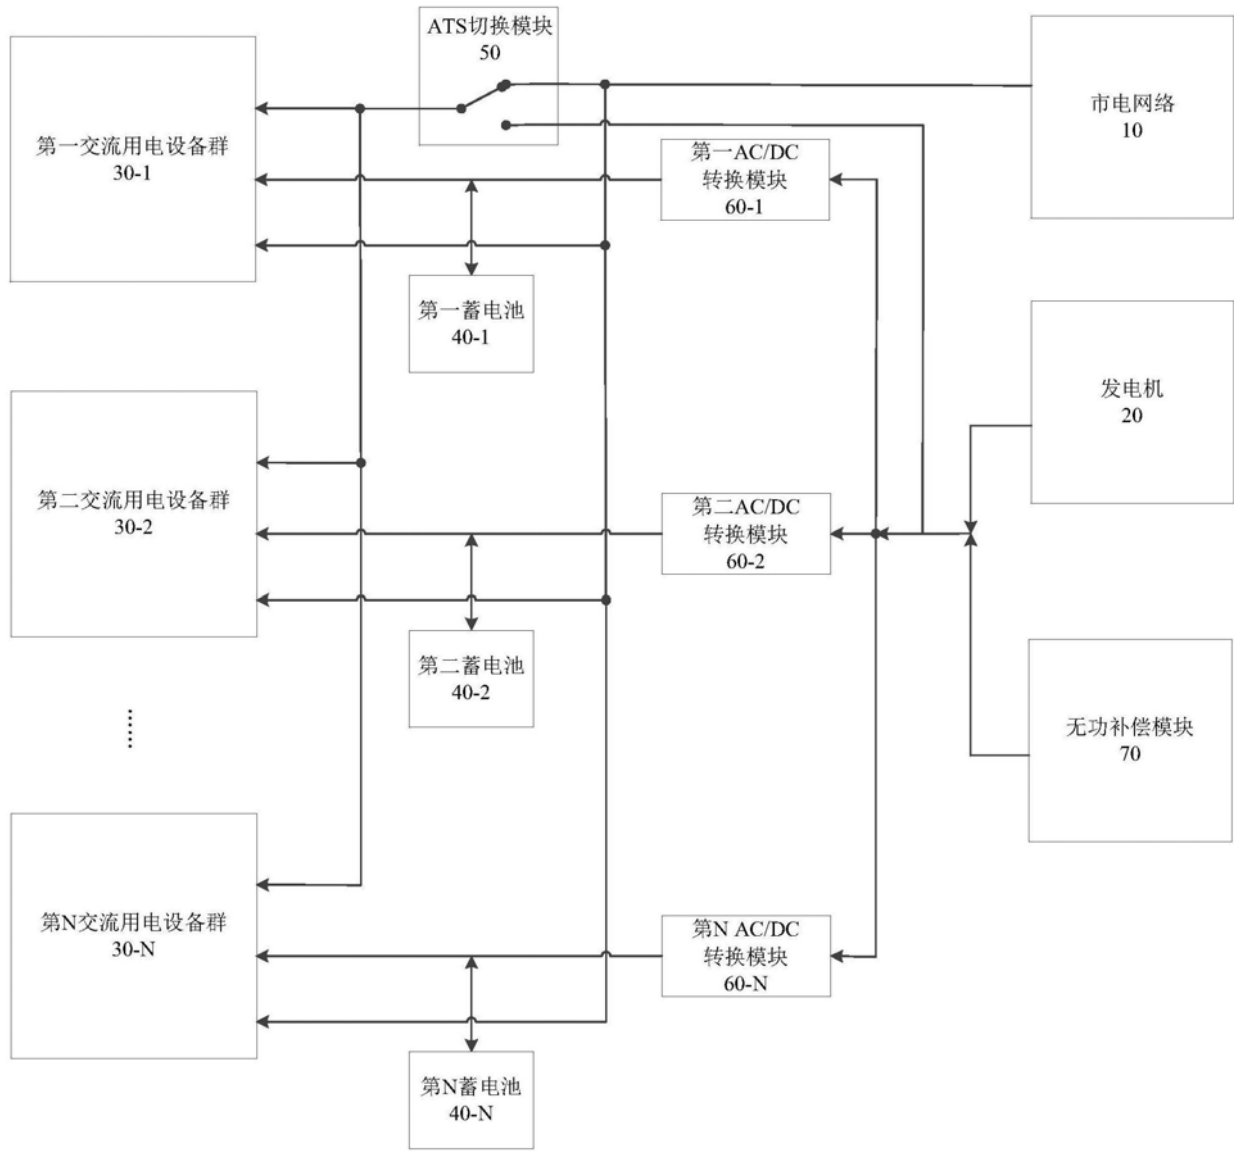 ATS切换模块
50
市电网络
10
第一交流用电设备群
30-1
第一AC/DC
转换模块
60-1
第一蓄电池
40-1
发电机
20
第二交流用电设备群
30-2
第二AC/DC
转换模块
60-2
第二蓄电池
40-2
无功补偿模块
70
......
第N交流用电设备群
30-N
第N AC/DC
转换模块
60-N
第N蓄电池
40-N